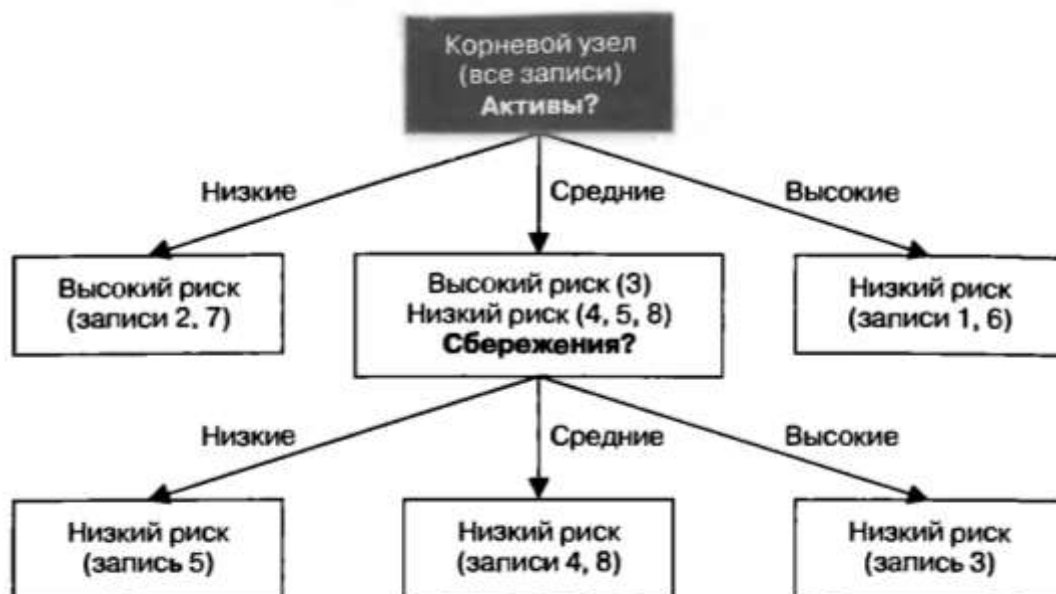 Корневой узел
(все записи)
Активы?
Низкие
Средние
Высокие
Высокий риск
(записи 2, 7)
Высокий риск (3)
Низкий риск (4, 5, 8)
Сбережения?
Низкий риск
(записи 1, 6)
Низкие
Средние
Высокие
Низкий риск
(запись 5)
Низкий риск
(записи 4, 8)
Низкий риск
(запись 3)